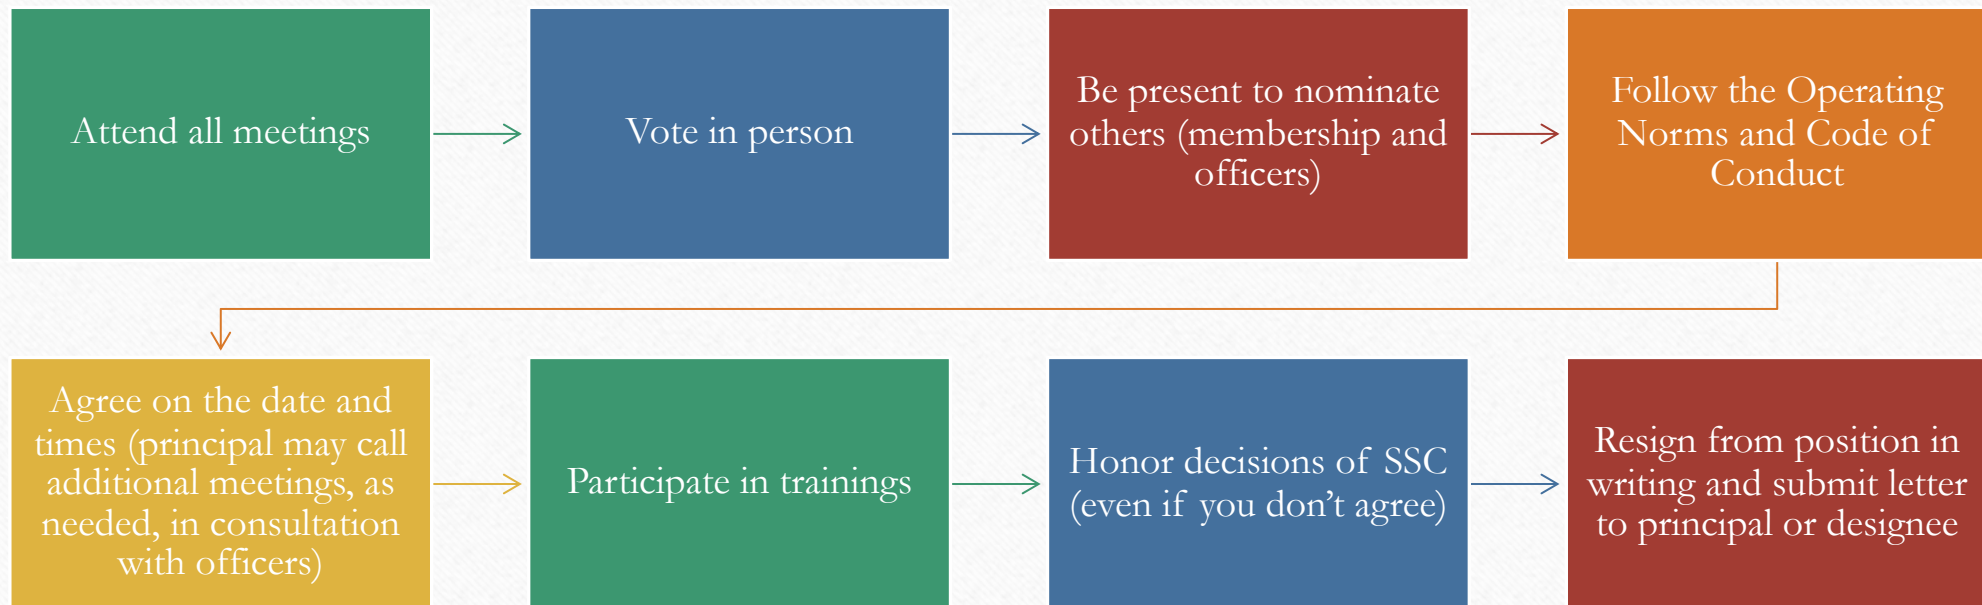 Attend all meetings
Vote in person
Be present to nominate
others (membership and
officers)
Follow the Operating
Norms and Code of
Conduct
Agree on the date and
times (principal may call
additional meetings, as
needed, in consultation
with officers)
Participate in trainings
Honor decisions of SSC
(even if you don’t agree)
Resign from position in
writing and submit letter
to principal or designee